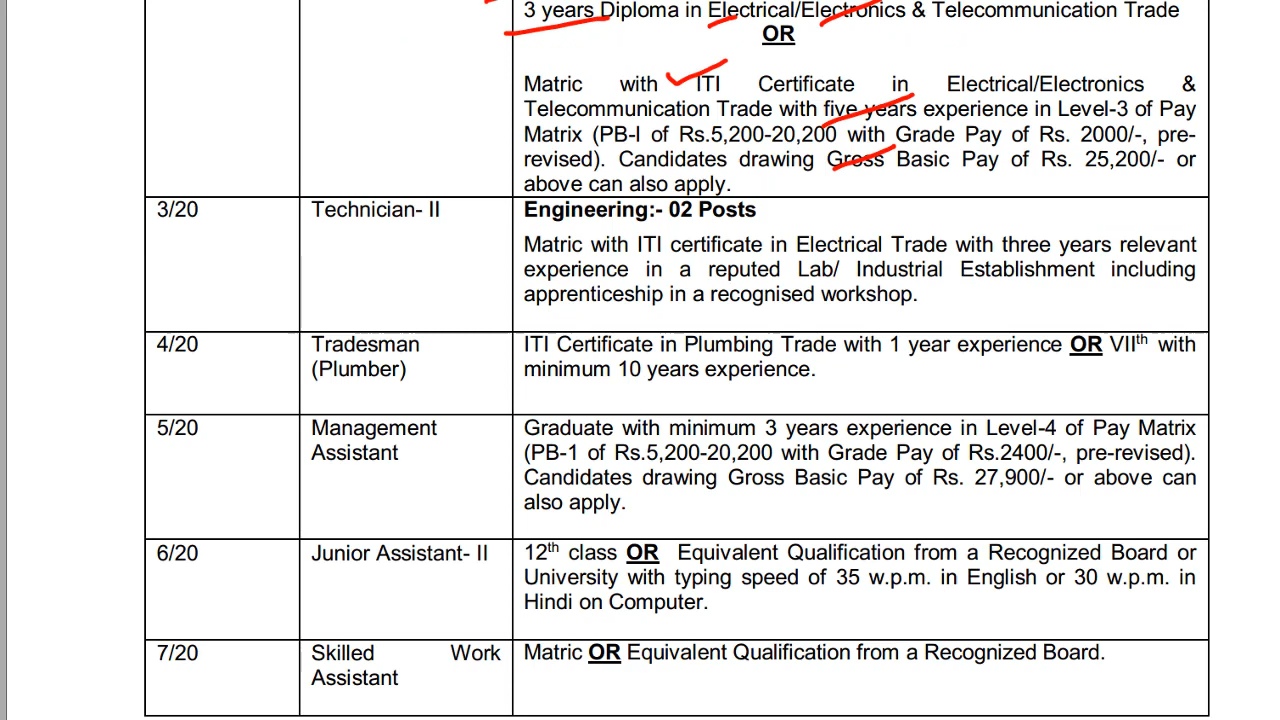 3 years Diploma in Electrical/Electronics & Telecommunication Trade
OR
Matric with ITI Certificate in Electrical/Electronics &
Telecommunication Trade with five years experience in Level-3 of Pay
Matrix (PB-I of Rs.5,200-20,200 with Grade Pay of Rs. 2000/-, pre-
revised). Candidates drawing Gross Basic Pay of Rs. 25,200/- or
above can also apply.
3/20
Technician- II
Engineering:- 02 Posts
Matric with ITI certificate in Electrical Trade with three years relevant
experience in a reputed Lab/ Industrial Establishment including
apprenticeship in a recognised workshop.
4/20
Tradesman
(Plumber)
ITI Certificate in Plumbing Trade with 1 year experience OR VIIth with
minimum 10 years experience.
5/20
Management
Assistant
Graduate with minimum 3 years experience in Level-4 of Pay Matrix
(PB-1 of Rs.5,200-20,200 with Grade Pay of Rs.2400/-, pre-revised).
Candidates drawing Gross Basic Pay of Rs. 27,900/- or above can
also apply.
6/20
Junior Assistant- II
12th class OR Equivalent Qualification from a Recognized Board or
University with typing speed of 35 w.p.m. in English or 30 w.p.m. in
Hindi on Computer.
7/20
Skilled Work
Assistant
Matric OR Equivalent Qualification from a Recognized Board.